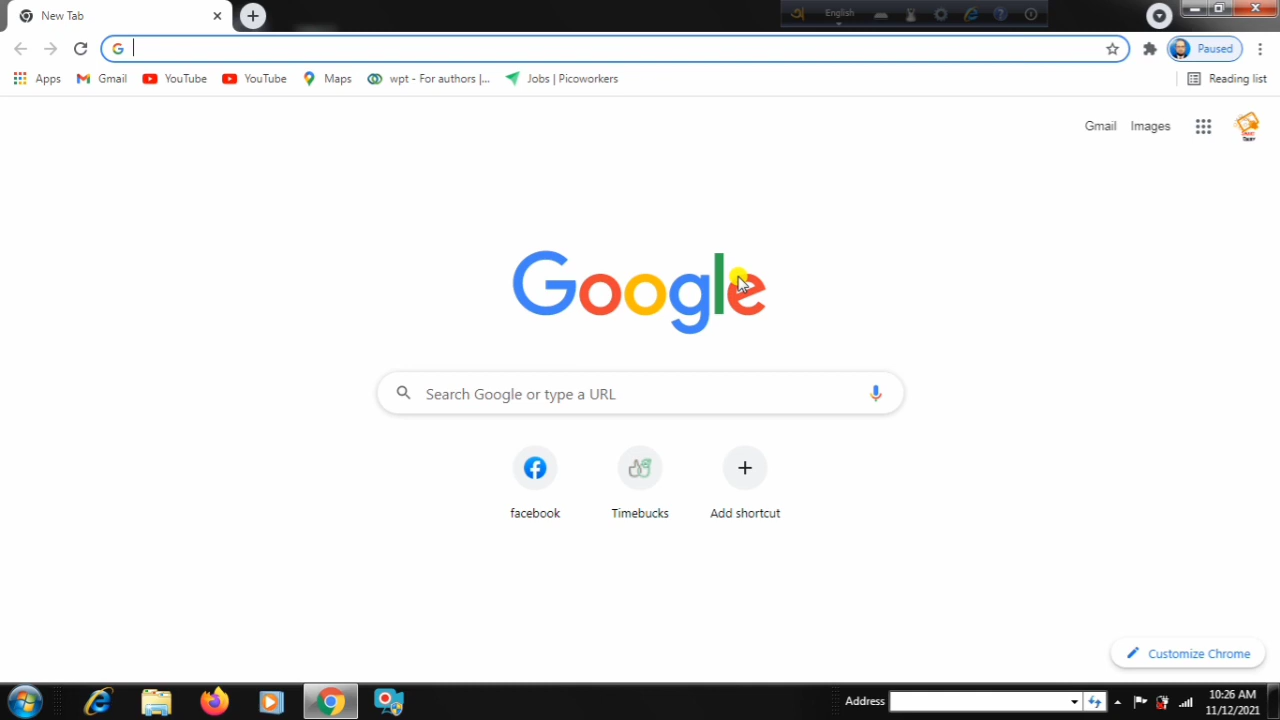 New Tab
English
Paused
Apps Gmail YouTube YouTube Maps wpt - For authors |... Jobs | Picoworkers Reading list
Gmail Images
Google
Search Google or type a URL
facebook Timebucks Add shortcut
Customize Chrome
Address
10:26 AM
11/12/2021